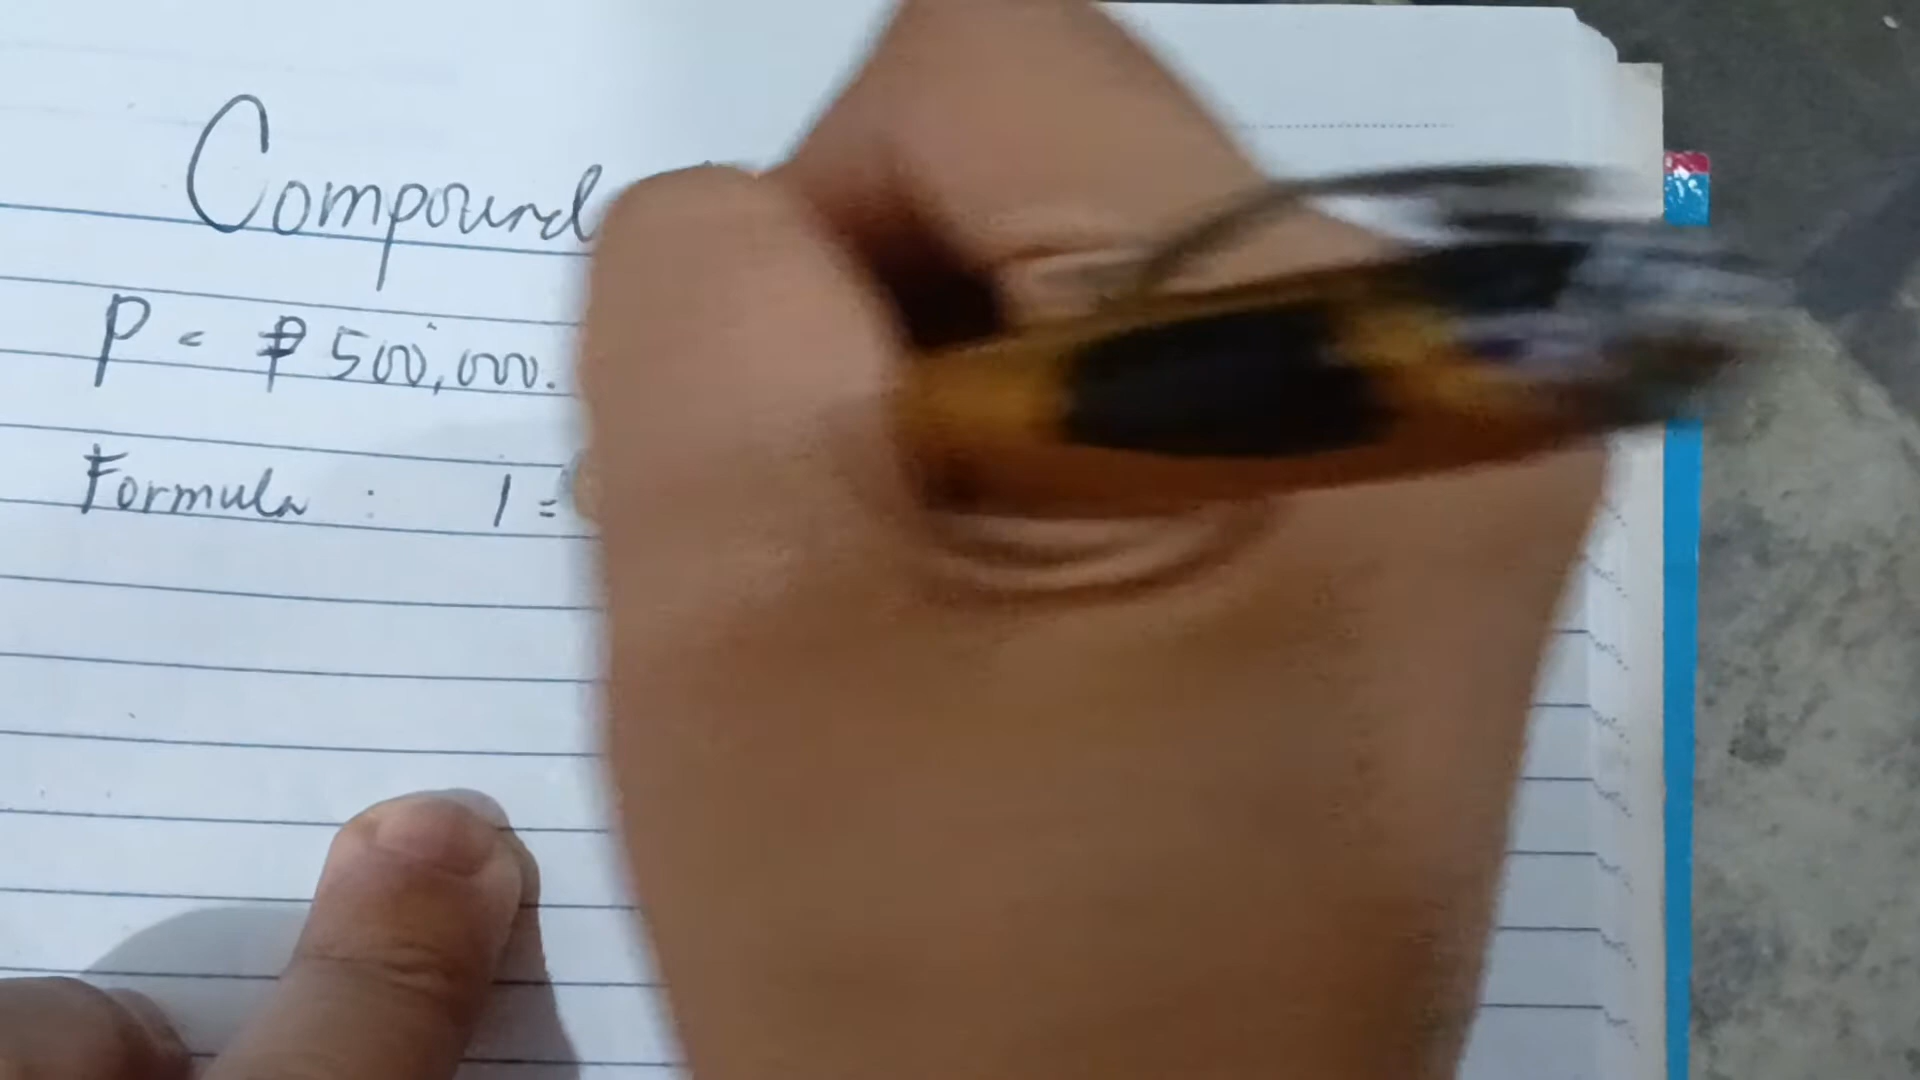 Compound
P = ₱ 500,000.
Formula : I =